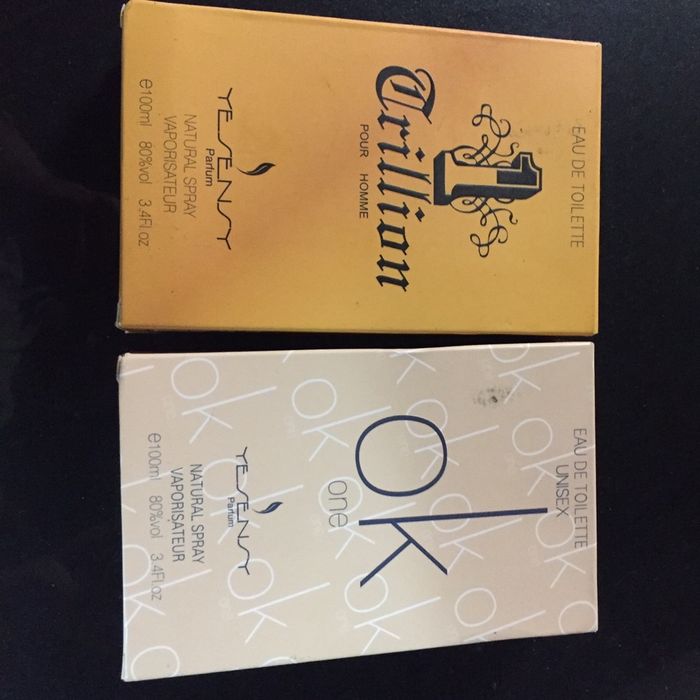 EAU DE TOILETTE
1
Trillion
POUR HOMME
YESENSY
Parfum
NATURAL SPRAY
VAPORISATEUR
e100ml 80%vol 3.4Fl.oz
EAU DE TOILETTE
UNISEX
ok
one
YESENSY
Parfum
NATURAL SPRAY
VAPORISATEUR
e100ml 80%vol 3.4Fl.oz